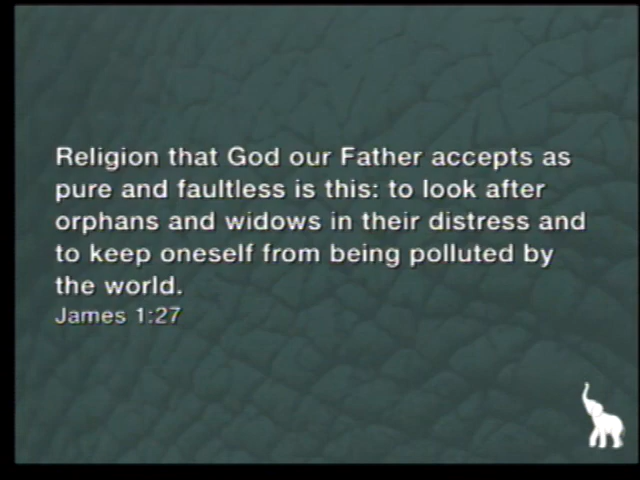 Religion that God our Father accepts as
pure and faultless is this: to look after
orphans and widows in their distress and
to keep oneself from being polluted by
the world.
James 1:27